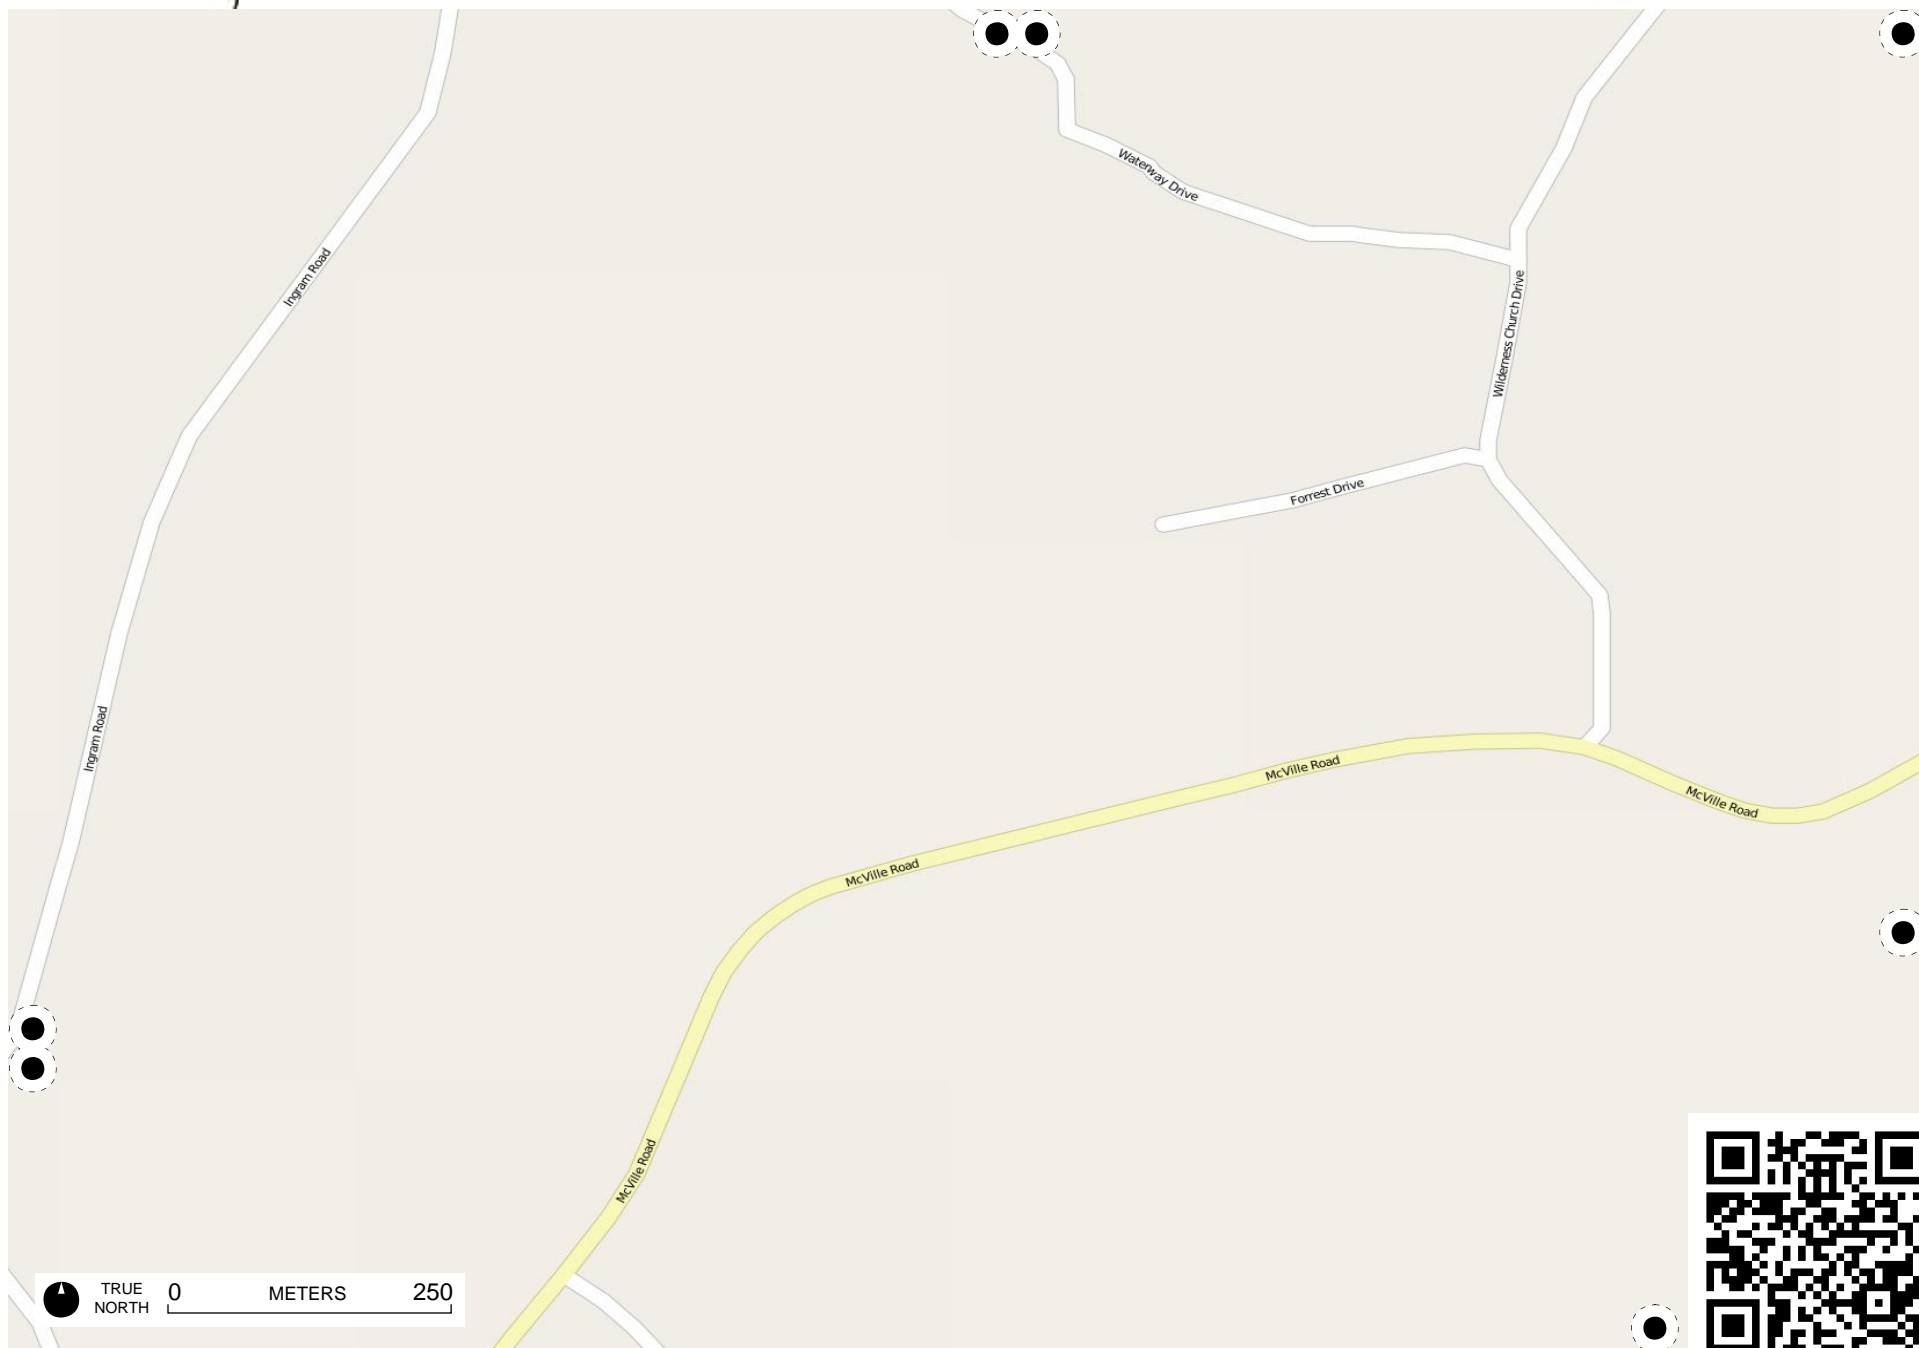 Waterway Drive
Ingram Road
Wilderness Church Drive
Forrest Drive
Ingram Road
McVille Road
McVille Road
McVille Road
McVille Road
TRUE
NORTH
0 METERS 250